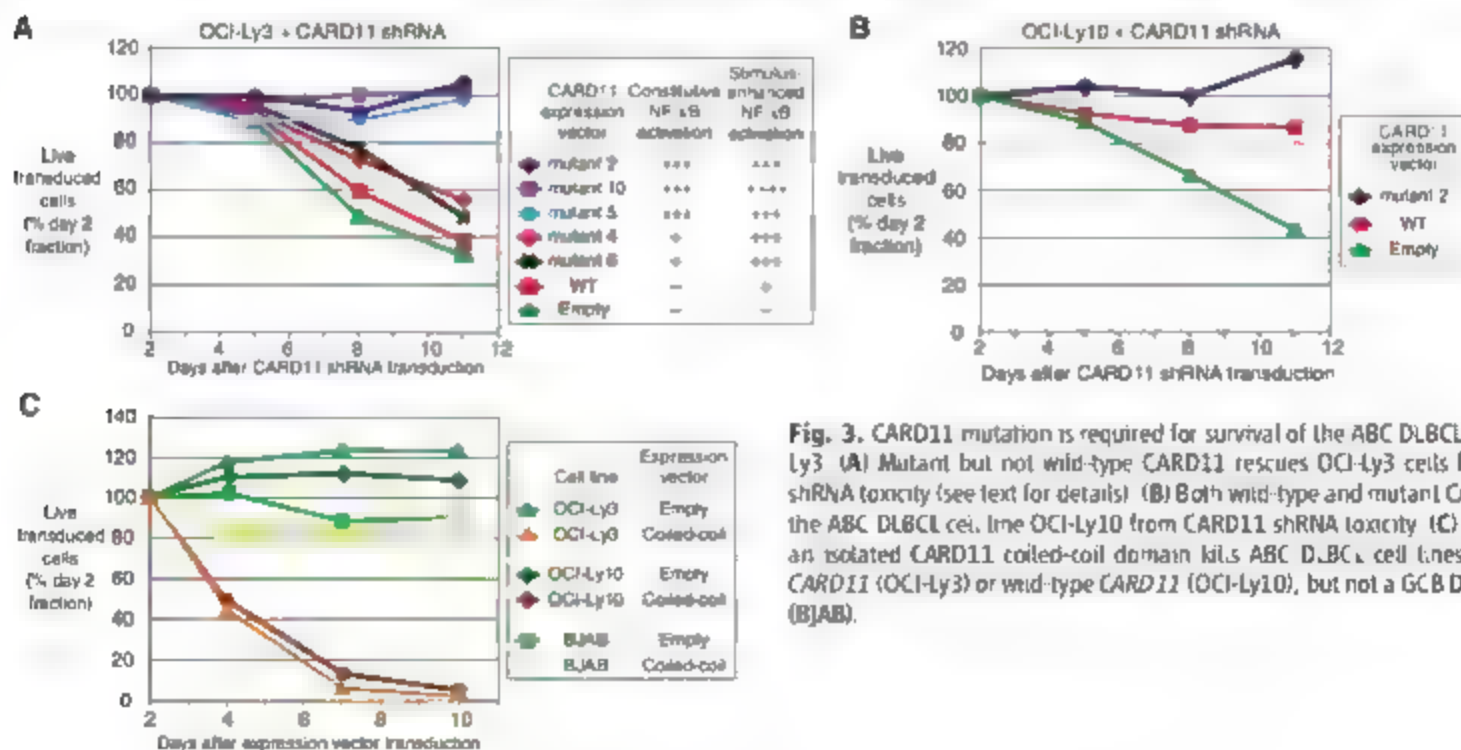 A
OCI-Ly3 + CARD11 shRNA
120
100
80
60
40
20
0
2
4
6
8
10
12
Live
transduced
cells
(% day 2
fraction)
Days after CARD11 shRNA transduction
CARD11 expression vector
Constitutive NF-κB activation
Stimulus-enhanced NF-κB activation
mutant 2 +++
mutant 10 +++
mutant 5 +++ +++
mutant 4 + +++
mutant 6 + +++
WT – +
Empty – –
B
OCI-Ly10 + CARD11 shRNA
120
100
80
60
40
20
0
2
4
6
8
10
12
Live
transduced
cells
(% day 2
fraction)
Days after CARD11 shRNA transduction
CARD11
expression
vector
mutant 2
WT
Empty
C
140
120
100
80
60
40
20
0
2
4
6
8
10
Live
transduced
cells
(% day 2
fraction)
Days after expression vector transduction
Cell line Expression vector
OCI-Ly3 Empty
OCI-Ly3 Coiled-coil
OCI-Ly10 Empty
OCI-Ly10 Coiled-coil
BJAB Empty
BJAB Coiled-coil
Fig. 3. CARD11 mutation is required for survival of the ABC DLBCL
Ly3 (A) Mutant but not wild-type CARD11 rescues OCI-Ly3 cells
shRNA toxicity (see text for details) (B) Both wild-type and mutant
the ABC DLBCL cell line OCI-Ly10 from CARD11 shRNA toxicity (C)
an isolated CARD11 coiled-coil domain kills ABC DLBCL cell lines
CARD11 (OCI-Ly3) or wild-type CARD11 (OCI-Ly10), but not a GCB D
(BJAB).